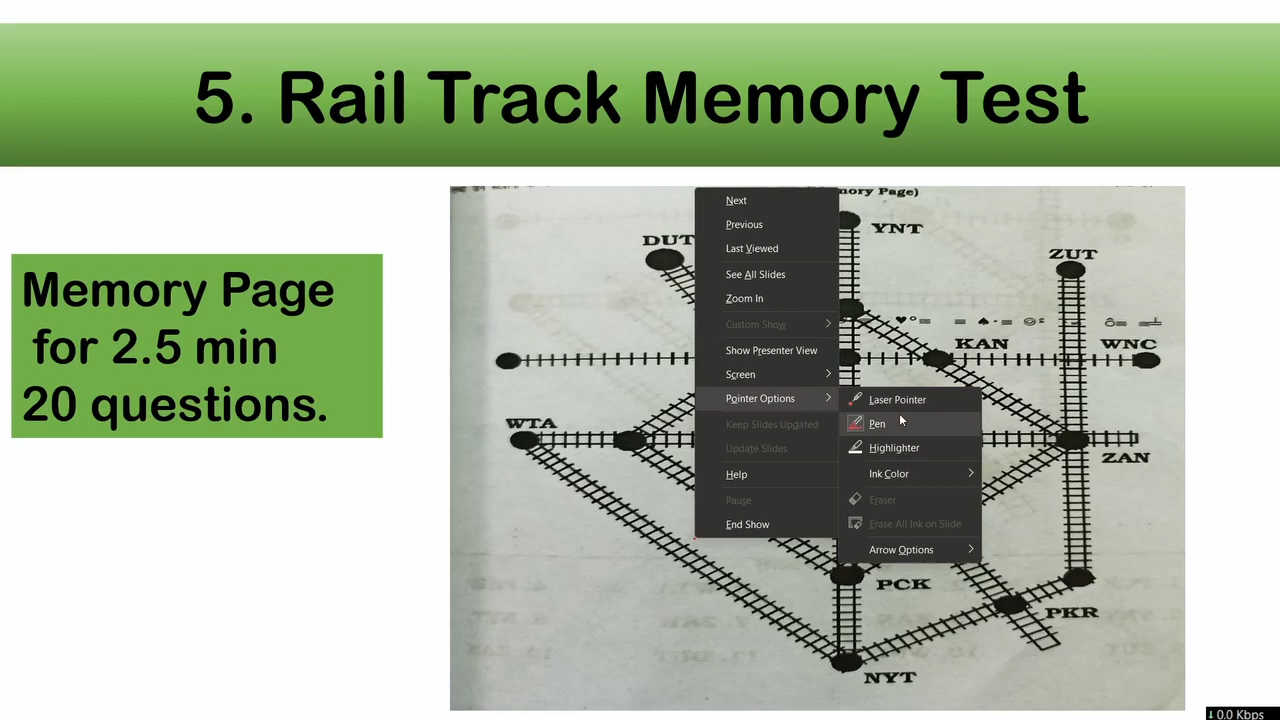 5. Rail Track Memory Test
Memory Page
for 2.5 min
20 questions.
Page)
YNT
DUT
ZUT
KAN
WNC
WTA
ZAN
PCK
PKR
NYT
Next
Previous
Last Viewed
See All Slides
Zoom In
Custom Show
Show Presenter View
Screen
Pointer Options
Keep Slides Updated
Update Slides
Help
Pause
End Show
Laser Pointer
Pen
Highlighter
Ink Color
Eraser
Erase All Ink on Slide
Arrow Options
0.0 Kbps